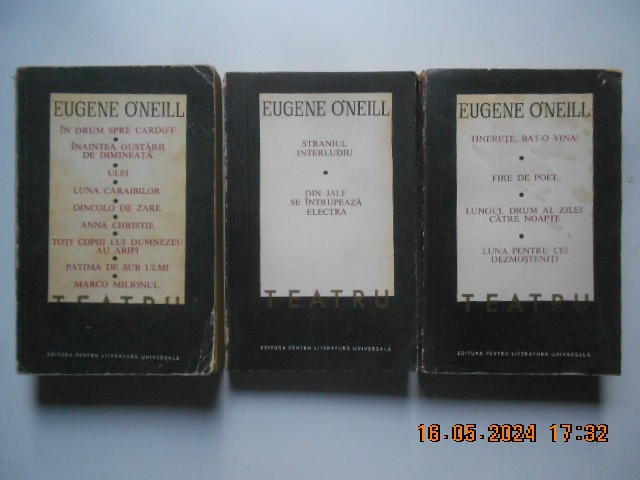 EUGENE O'NEILL
ÎN DRUM SPRE CARDIFF
ÎNAINTEA GUSTĂRII
DE DIMINEAȚĂ
ULEI
LUNA CARAIBILOR
DINCOLO DE ZARE
ANNA CHRISTIE
TOȚI COPIII LUI DUMNEZEU
AU ARIPI
PATIMA DE SUB ULMI
MARCO MILIONUL
TEATRU
EDITURA PENTRU LITERATURĂ UNIVERSALĂ
EUGENE O'NEILL
STRANIUL
INTERLUDIU
DIN JALE
SE ÎNTRUPEAZĂ
ELECTRA
TEATRU
EDITURA PENTRU LITERATURĂ UNIVERSALĂ
EUGENE O'NEILL
TINEREȚE, BAT-O VINA!
FIRE DE POET
LUNGUL DRUM AL ZILEI
CĂTRE NOAPTE
LUNA PENTRU CEI
DEZMOȘTENIȚI
TEATRU
EDITURA PENTRU LITERATURĂ UNIVERSALĂ
16.05.2024 17:32